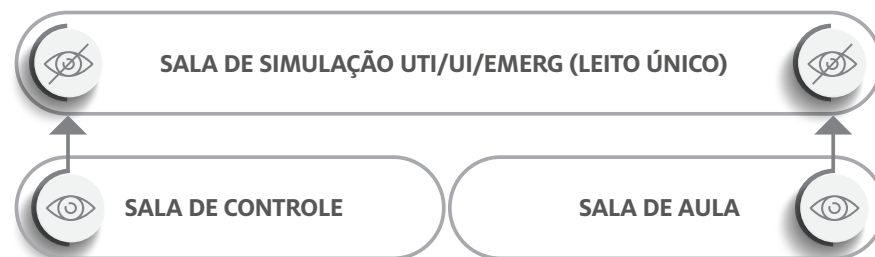 SALA DE SIMULAÇÃO UTI/UI/EMERG (LEITO ÚNICO)
SALA DE CONTROLE
SALA DE AULA